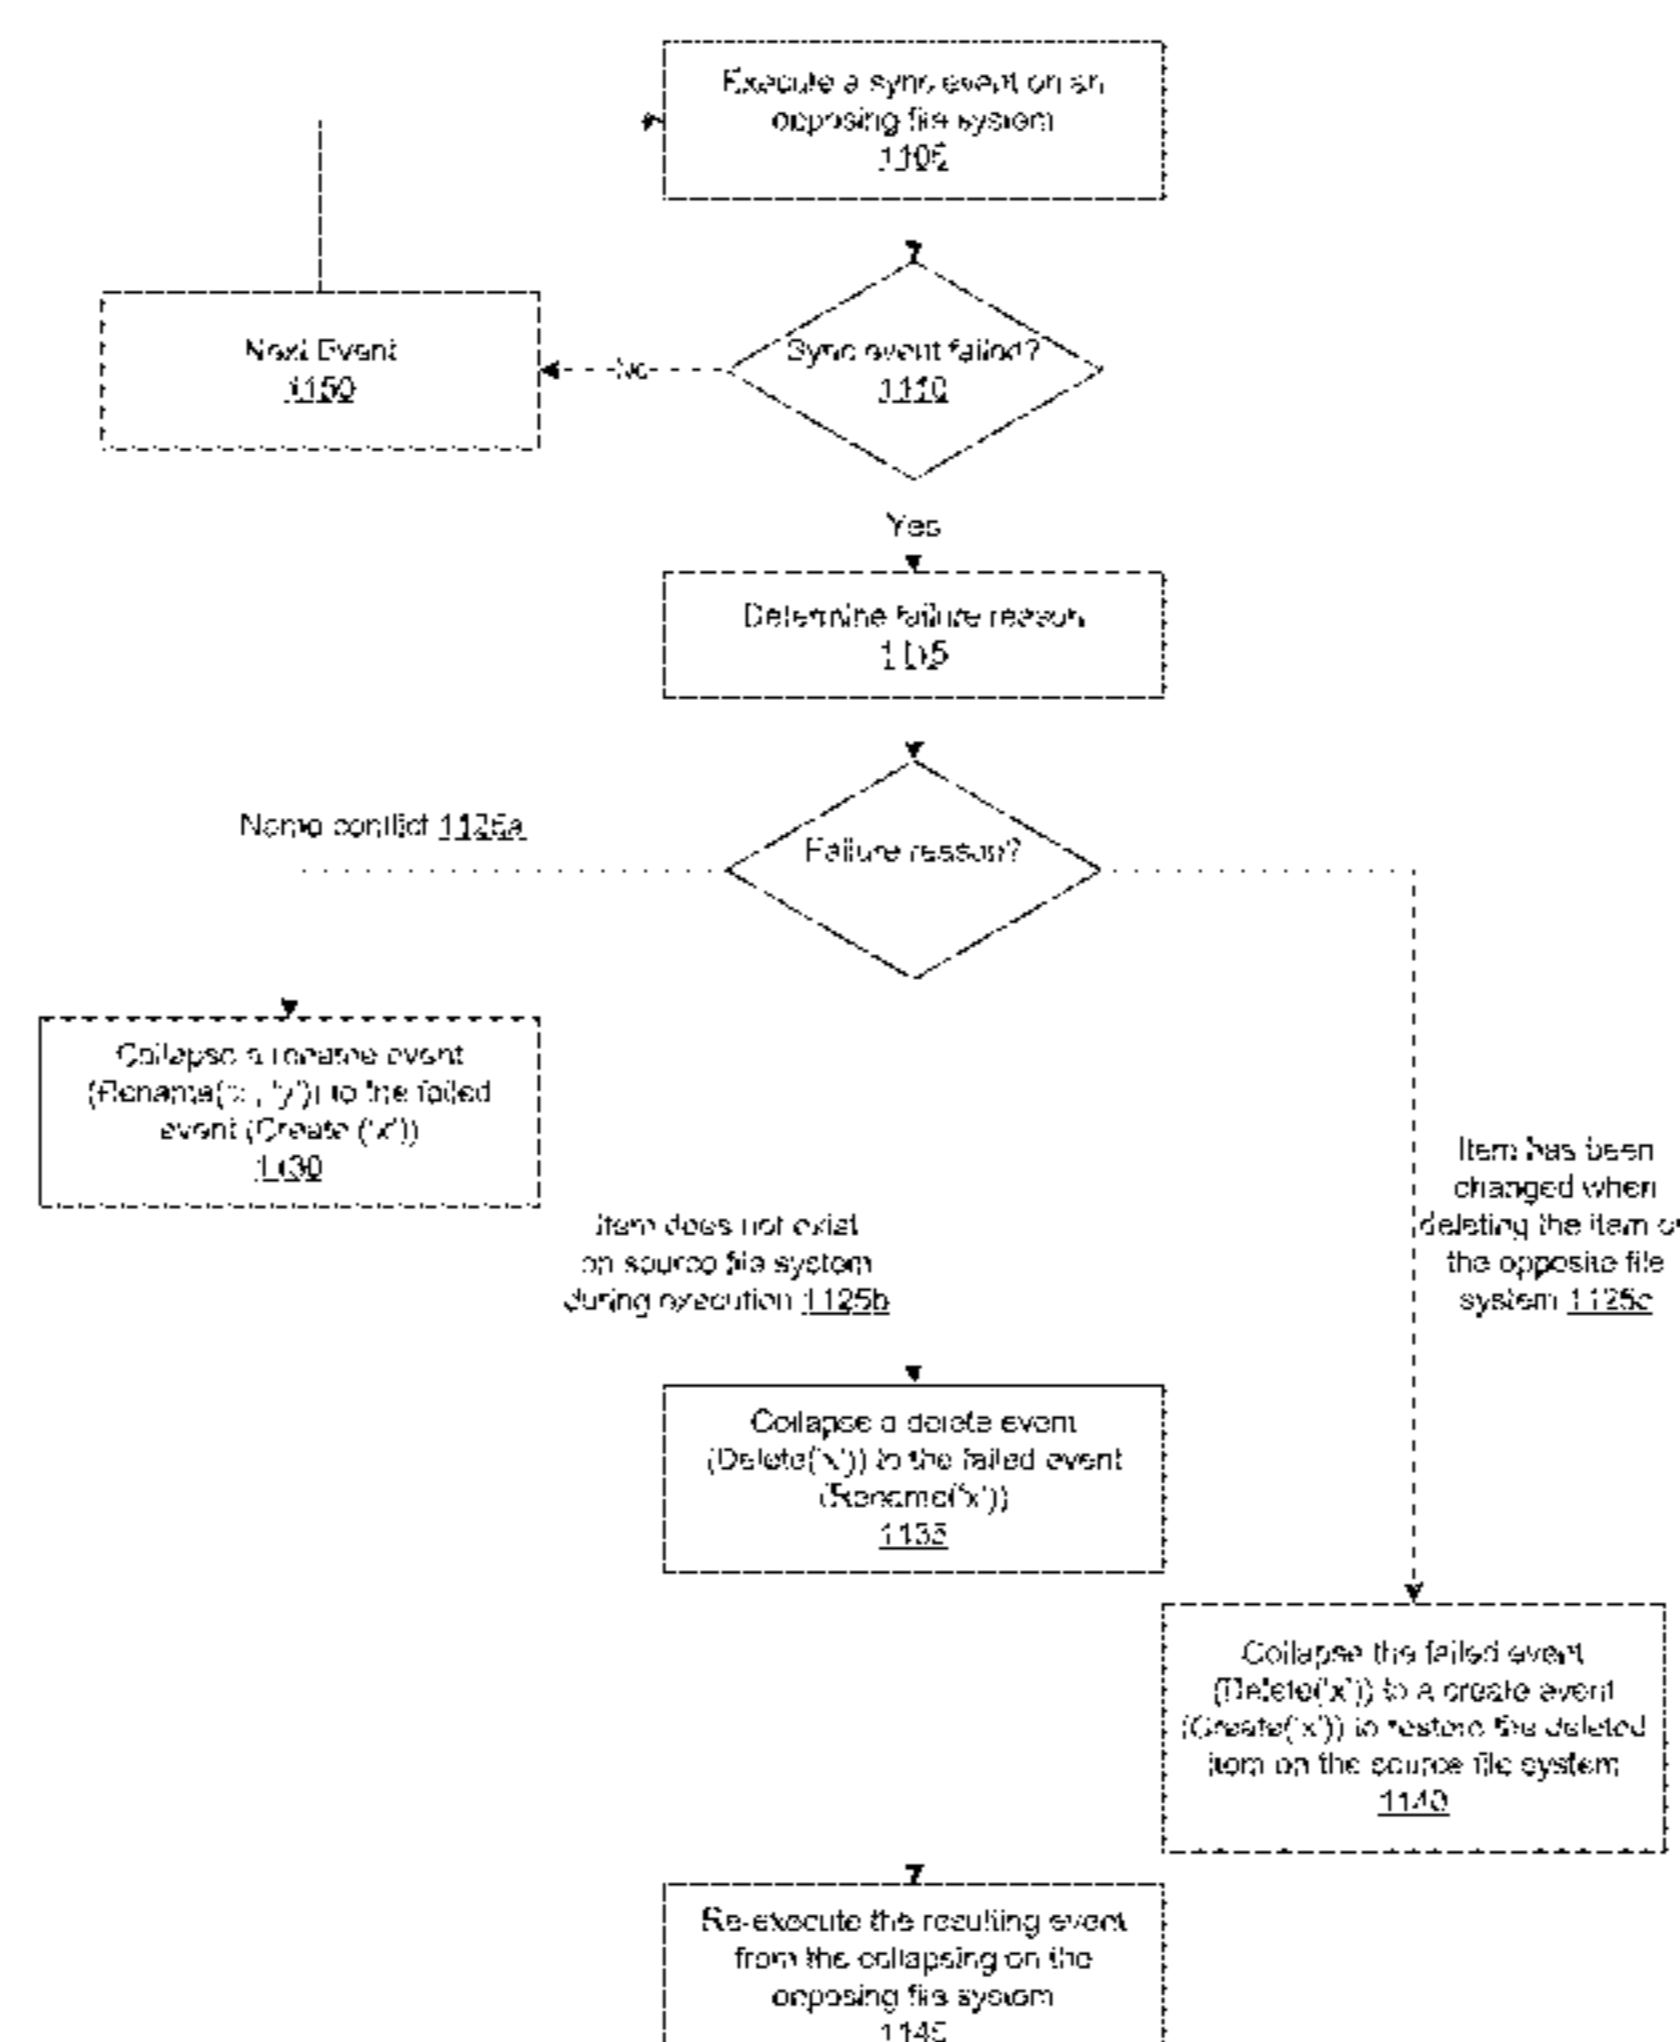 Execute a sync event on an
opposing file system
1105
Next Event
1150
No
Sync event failed?
1110
Yes
Determine failure reason
1115
Name conflict 1125a
Failure reason?
Collapse a rename event
(Rename('x', 'y')) to the failed
event (Create ('x'))
1130
Item does not exist
on source file system
during execution 1125b
Item has been
changed when
deleting the item
the opposite file
system 1125c
Collapse a delete event
(Delete('x')) to the failed event
(Rename('x'))
1135
Collapse the failed event
(Delete('x')) to a create event
(Create('x')) to restore the deleted
item on the source file system
1140
Re-execute the resulting event
from the collapsing on the
opposing file system
1145